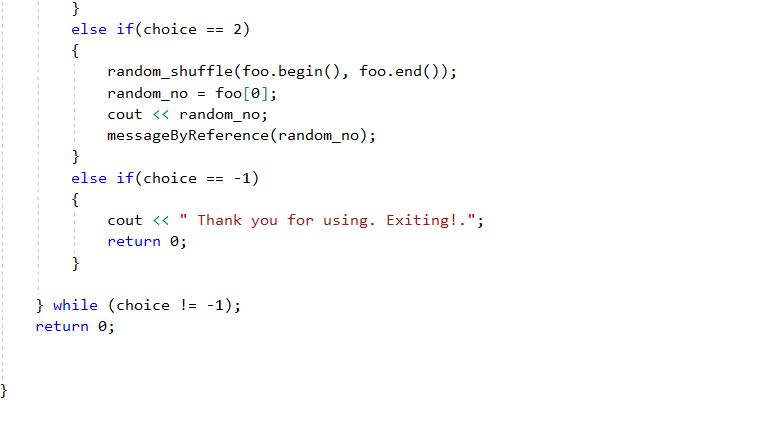 }
else if(choice == 2)
{
random_shuffle(foo.begin(), foo.end());
random_no = foo[0];
cout << random_no;
messageByReference(random_no);
}
else if(choice == -1)
{
cout << " Thank you for using. Exiting!.";
return 0;
}
} while (choice != -1);
return 0;
}